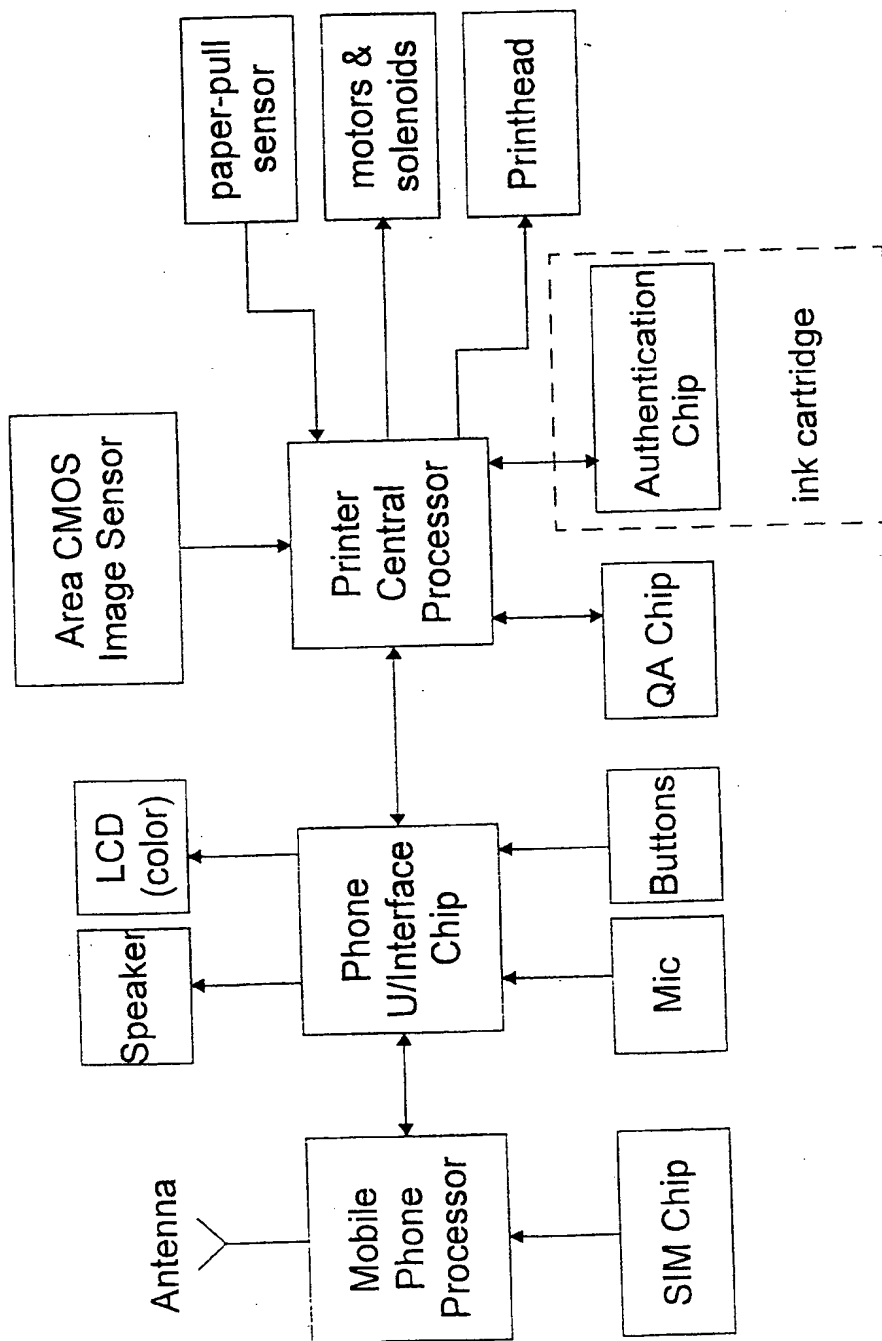 Antenna
Mobile
Phone
Processor
SIM Chip
Speaker
LCD
(color)
Phone
U/Interface
Chip
Mic
Buttons
Area CMOS
Image Sensor
Printer
Central
Processor
QA Chip
Authentication
Chip
ink cartridge
paper-pull
sensor
motors &
solenoids
Printhead